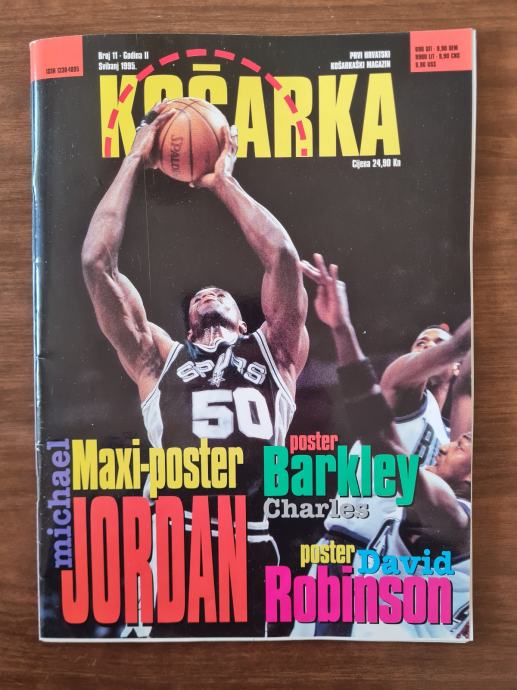 ISSN 1330-4895
Broj 11 · Godina II
Svibanj 1995.
PRVI HRVATSKI
KOŠARKAŠKI MAGAZIN
KOŠARKA
Cijena 24,90 Kn
SPALDING
SPURS
50
michael
Maxi-poster
JORDAN
poster
Barkley
Charles
poster
David
Robinson